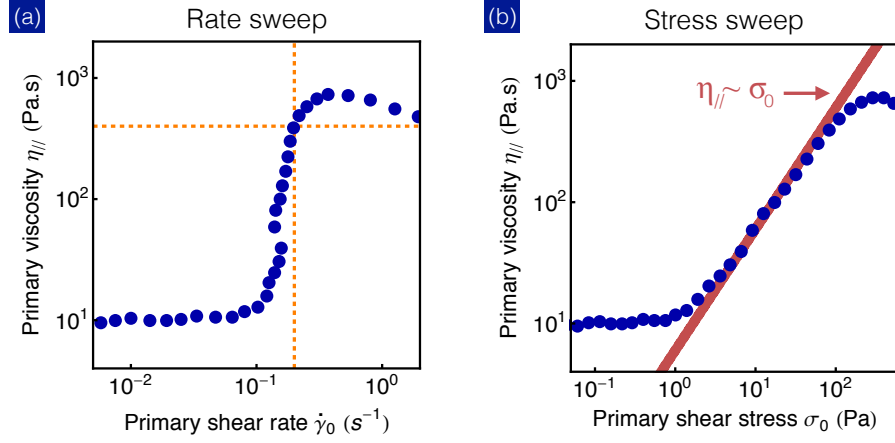 (a) Rate sweep
Primary viscosity η// (Pa.s)
10³
10²
10¹
10⁻² 10⁻¹ 10⁰
Primary shear rate γ̇₀ (s⁻¹)
(b) Stress sweep
Primary viscosity η// (Pa.s)
10³
10²
10¹
η//~ σ₀
10⁻¹ 10⁰ 10¹ 10²
Primary shear stress σ₀ (Pa)